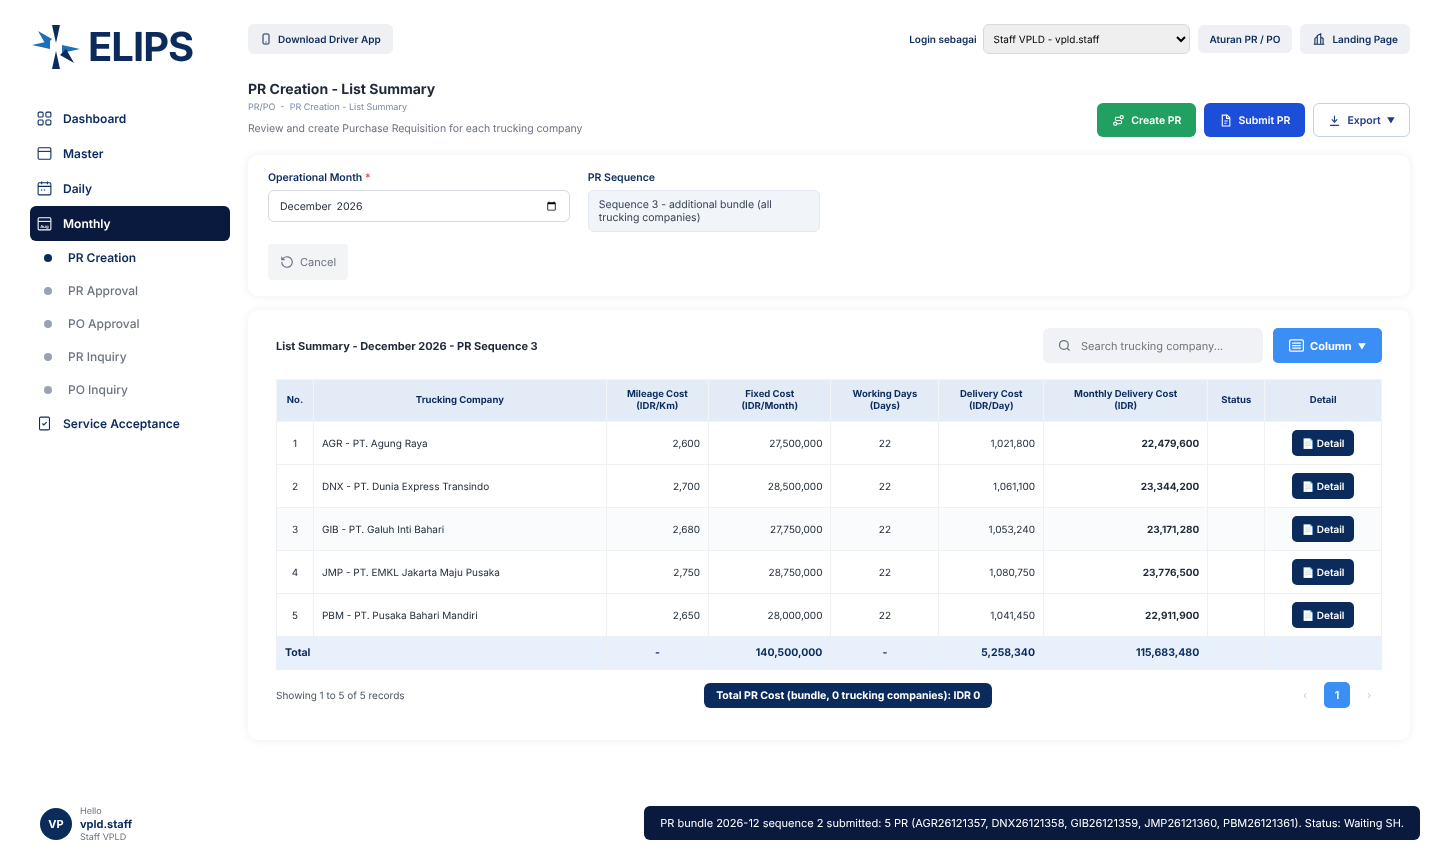 ELIPS
Download Driver App
Login sebagai
Staff VPLD - vpld.staff
Aturan PR / PO
Landing Page
Dashboard
Master
Daily
Monthly
PR Creation
PR Approval
PO Approval
PR Inquiry
PO Inquiry
Service Acceptance
PR Creation - List Summary
PR/PO - PR Creation - List Summary
Review and create Purchase Requisition for each trucking company
Create PR
Submit PR
Export ▼
Operational Month *
December 2026
PR Sequence
Sequence 3 - additional bundle (all
trucking companies)
Cancel
List Summary - December 2026 - PR Sequence 3
Search trucking company...
Column ▼
No. Trucking Company Mileage Cost (IDR/Km) Fixed Cost (IDR/Month) Working Days (Days) Delivery Cost (IDR/Day) Monthly Delivery Cost (IDR) Status Detail
1 AGR - PT. Agung Raya 2,600 27,500,000 22 1,021,800 22,479,600 Detail
2 DNX - PT. Dunia Express Transindo 2,700 28,500,000 22 1,061,100 23,344,200 Detail
3 GIB - PT. Galuh Inti Bahari 2,680 27,750,000 22 1,053,240 23,171,280 Detail
4 JMP - PT. EMKL Jakarta Maju Pusaka 2,750 28,750,000 22 1,080,750 23,776,500 Detail
5 PBM - PT. Pusaka Bahari Mandiri 2,650 28,000,000 22 1,041,450 22,911,900 Detail
Total - 140,500,000 - 5,258,340 115,683,480
Showing 1 to 5 of 5 records
Total PR Cost (bundle, 0 trucking companies): IDR 0
‹ 1 ›
VP
Hello
vpld.staff
Staff VPLD
PR bundle 2026-12 sequence 2 submitted: 5 PR (AGR26121357, DNX26121358, GIB26121359, JMP26121360, PBM26121361). Status: Waiting SH.